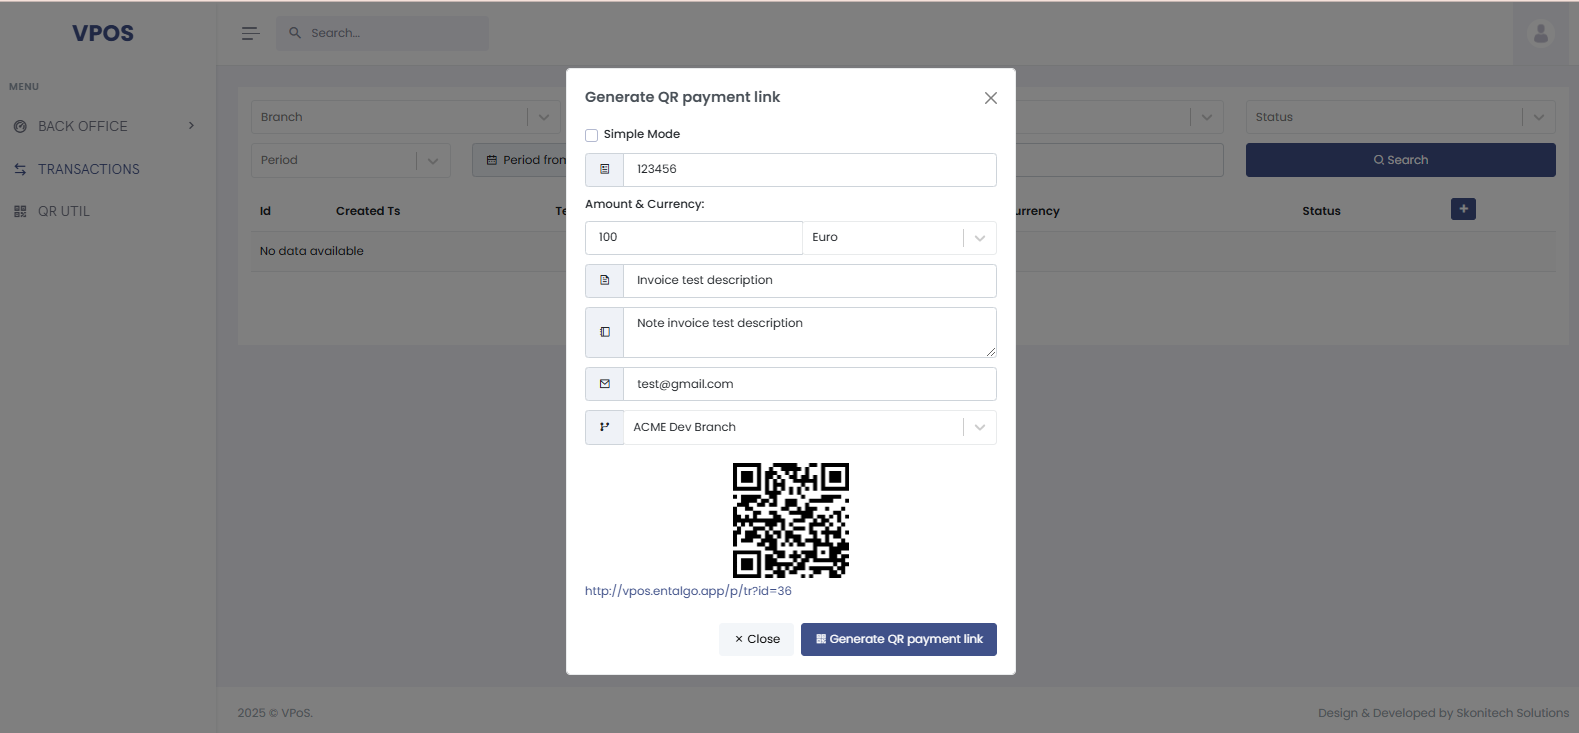 VPOS
Search...
MENU
BACK OFFICE
TRANSACTIONS
QR UTIL
Branch
Status
Period
Period from
Search
Id
Created Ts
Status
No data available
Generate QR payment link
Simple Mode
123456
Amount & Currency:
100
Euro
Invoice test description
Note invoice test description
test@gmail.com
ACME Dev Branch
http://vpos.entalgo.app/p/tr?id=36
Close
Generate QR payment link
2025 © VPoS.
Design & Developed by Skonitech Solutions